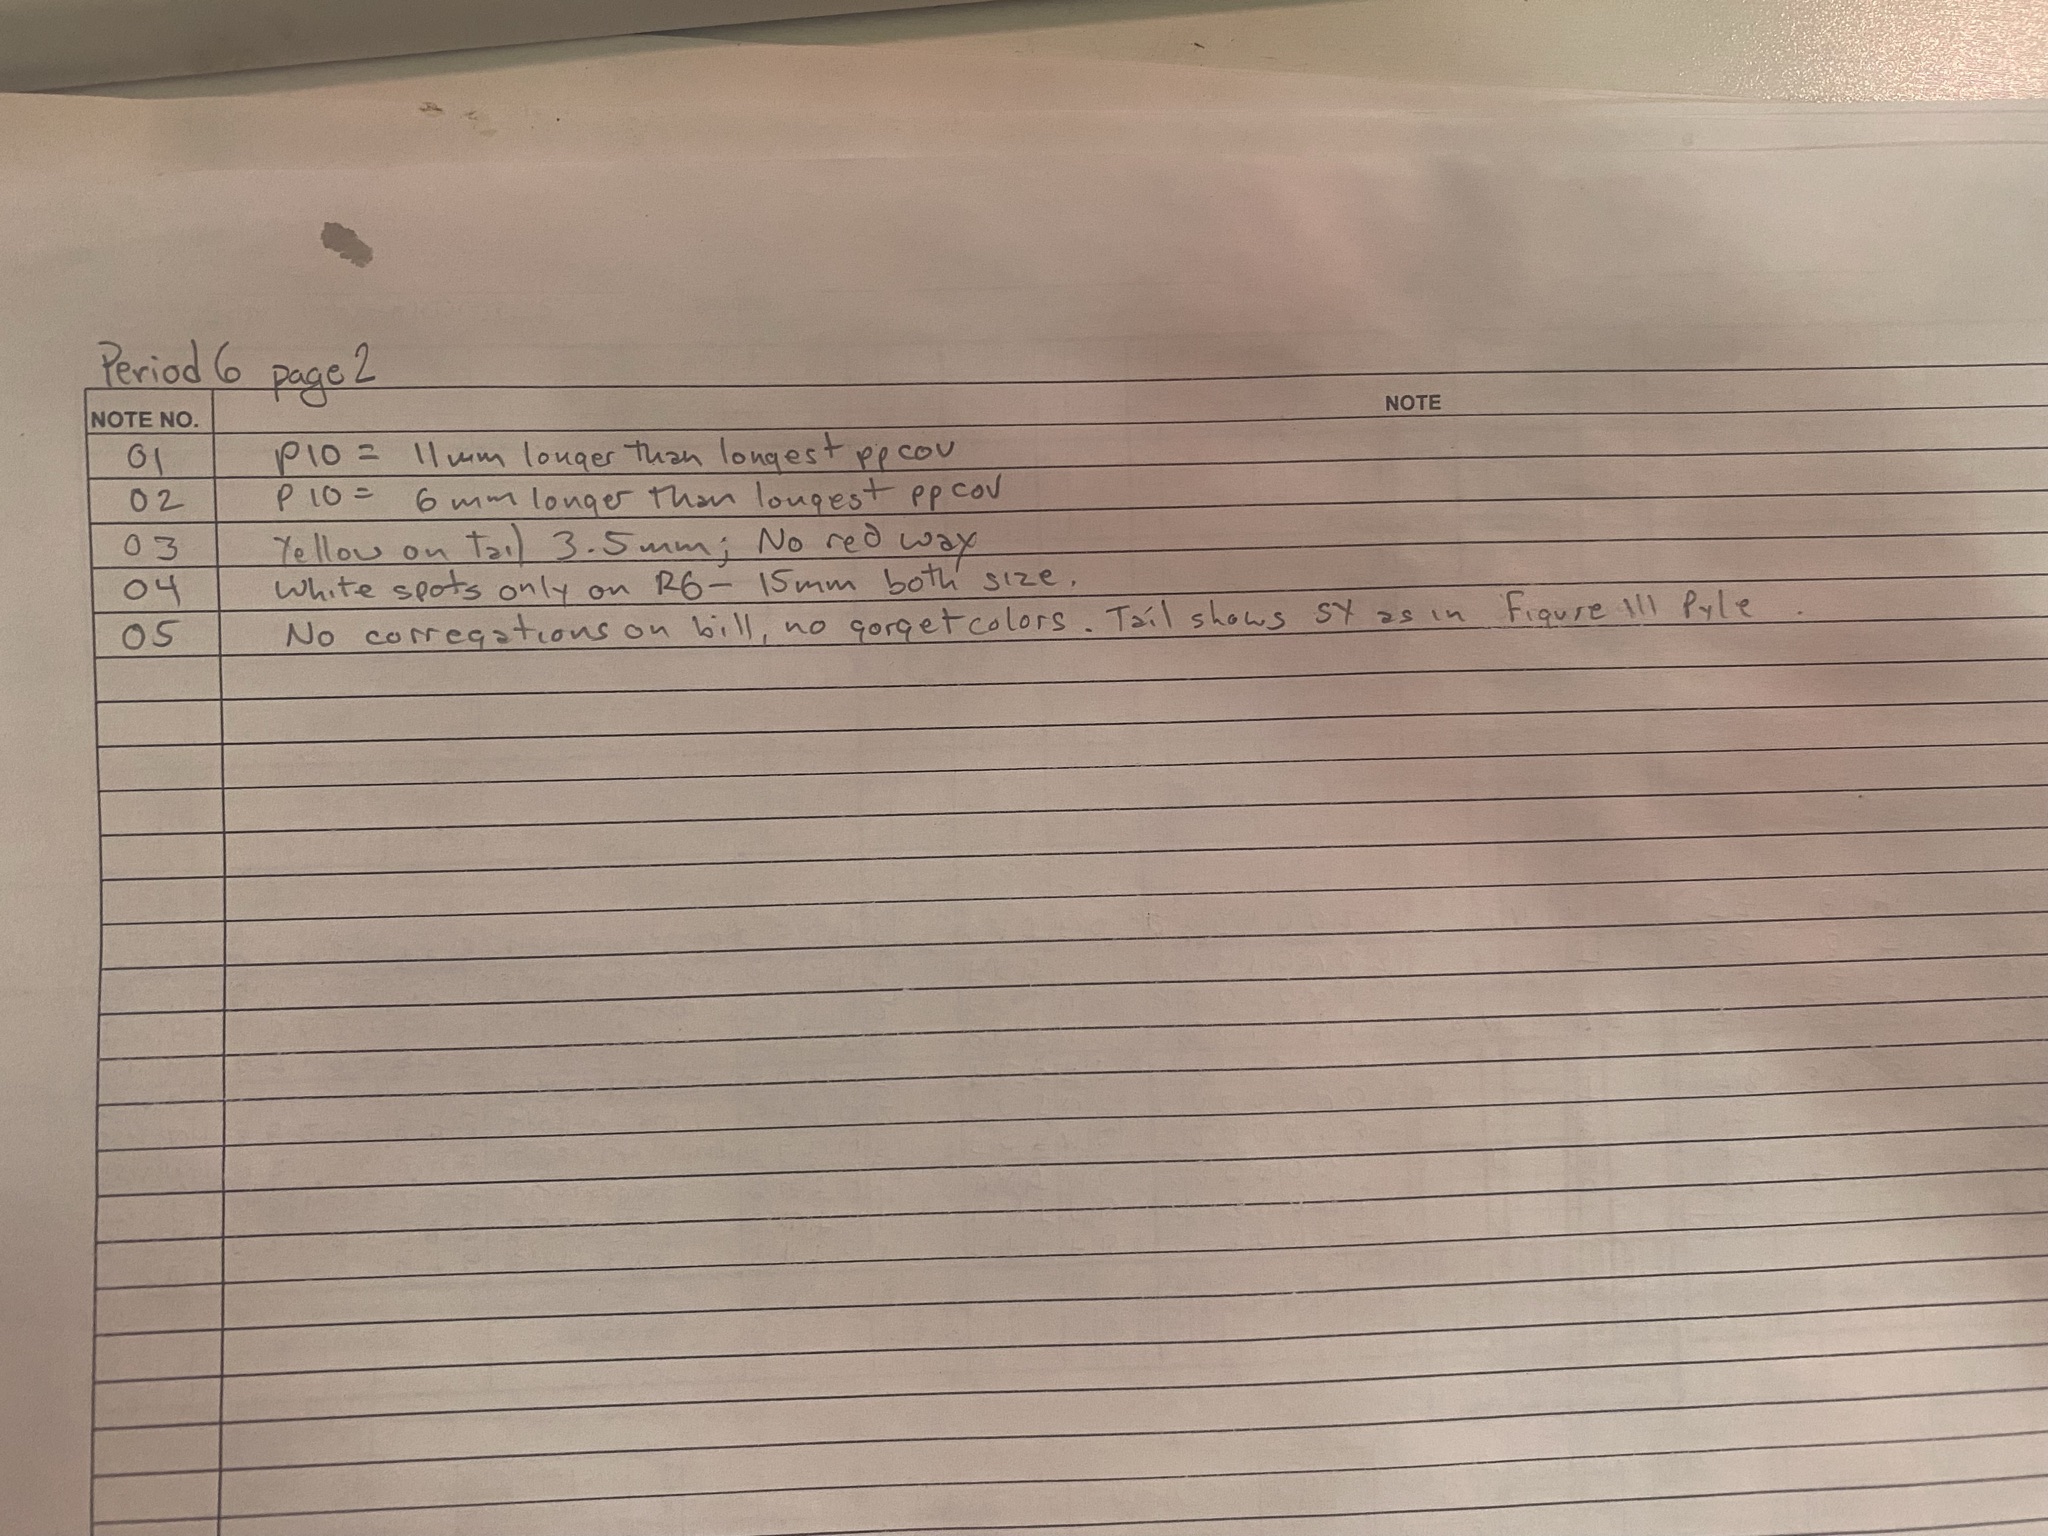 Period 6 page 2
NOTE NO. NOTE
01 P10 = 11mm longer than longest pp cov
02 P10 = 6mm longer than longest pp cov
03 Yellow on tail 3.5mm; No red wax
04 White spots only on R6 - 15mm both size.
05 No corregations on bill, no gorget colors. Tail shows SY as in Figure 111 Pyle.